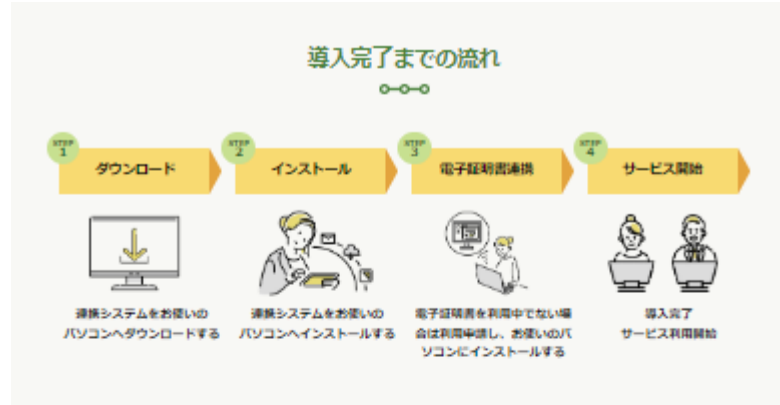 導入完了までの流れ
STEP
1
ダウンロード
STEP
2
インストール
STEP
3
電子証明書連携
STEP
4
サービス開始
連携システムをお使いの
パソコンへダウンロードする
連携システムをお使いの
パソコンへインストールする
電子証明書を利用中でない場
合は利用申請し、お使いのパ
ソコンにインストールする
導入完了
サービス利用開始